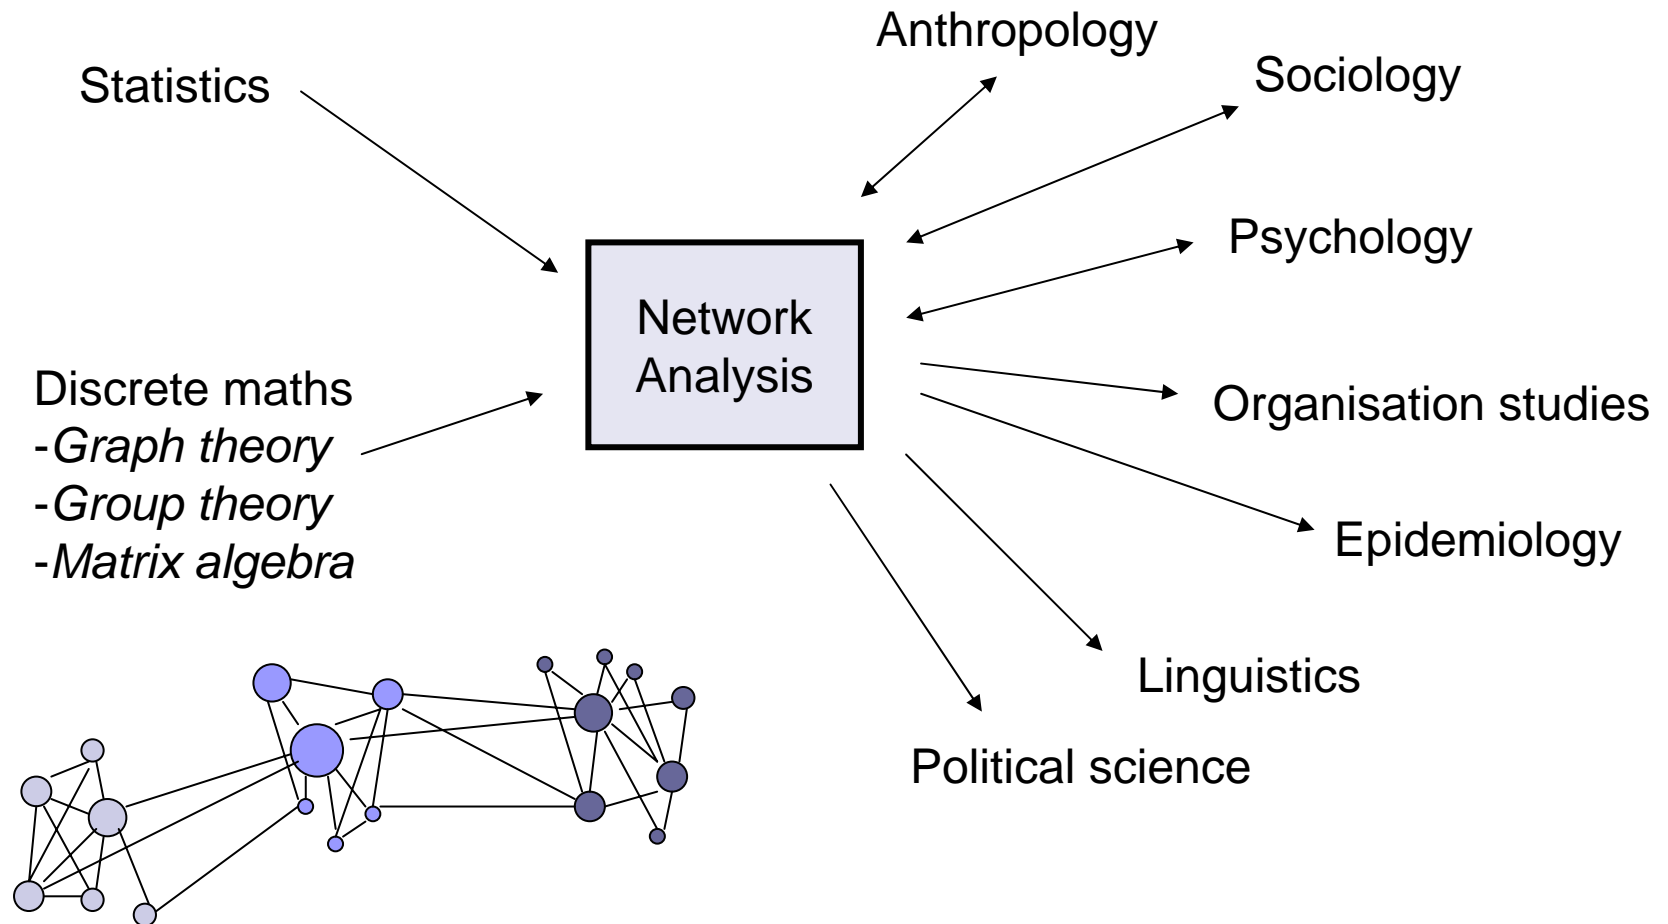 Anthropology
Statistics
Sociology
Psychology
Network
Analysis
Discrete maths
-Graph theory
-Group theory
-Matrix algebra
Organisation studies
Epidemiology
Linguistics
Political science